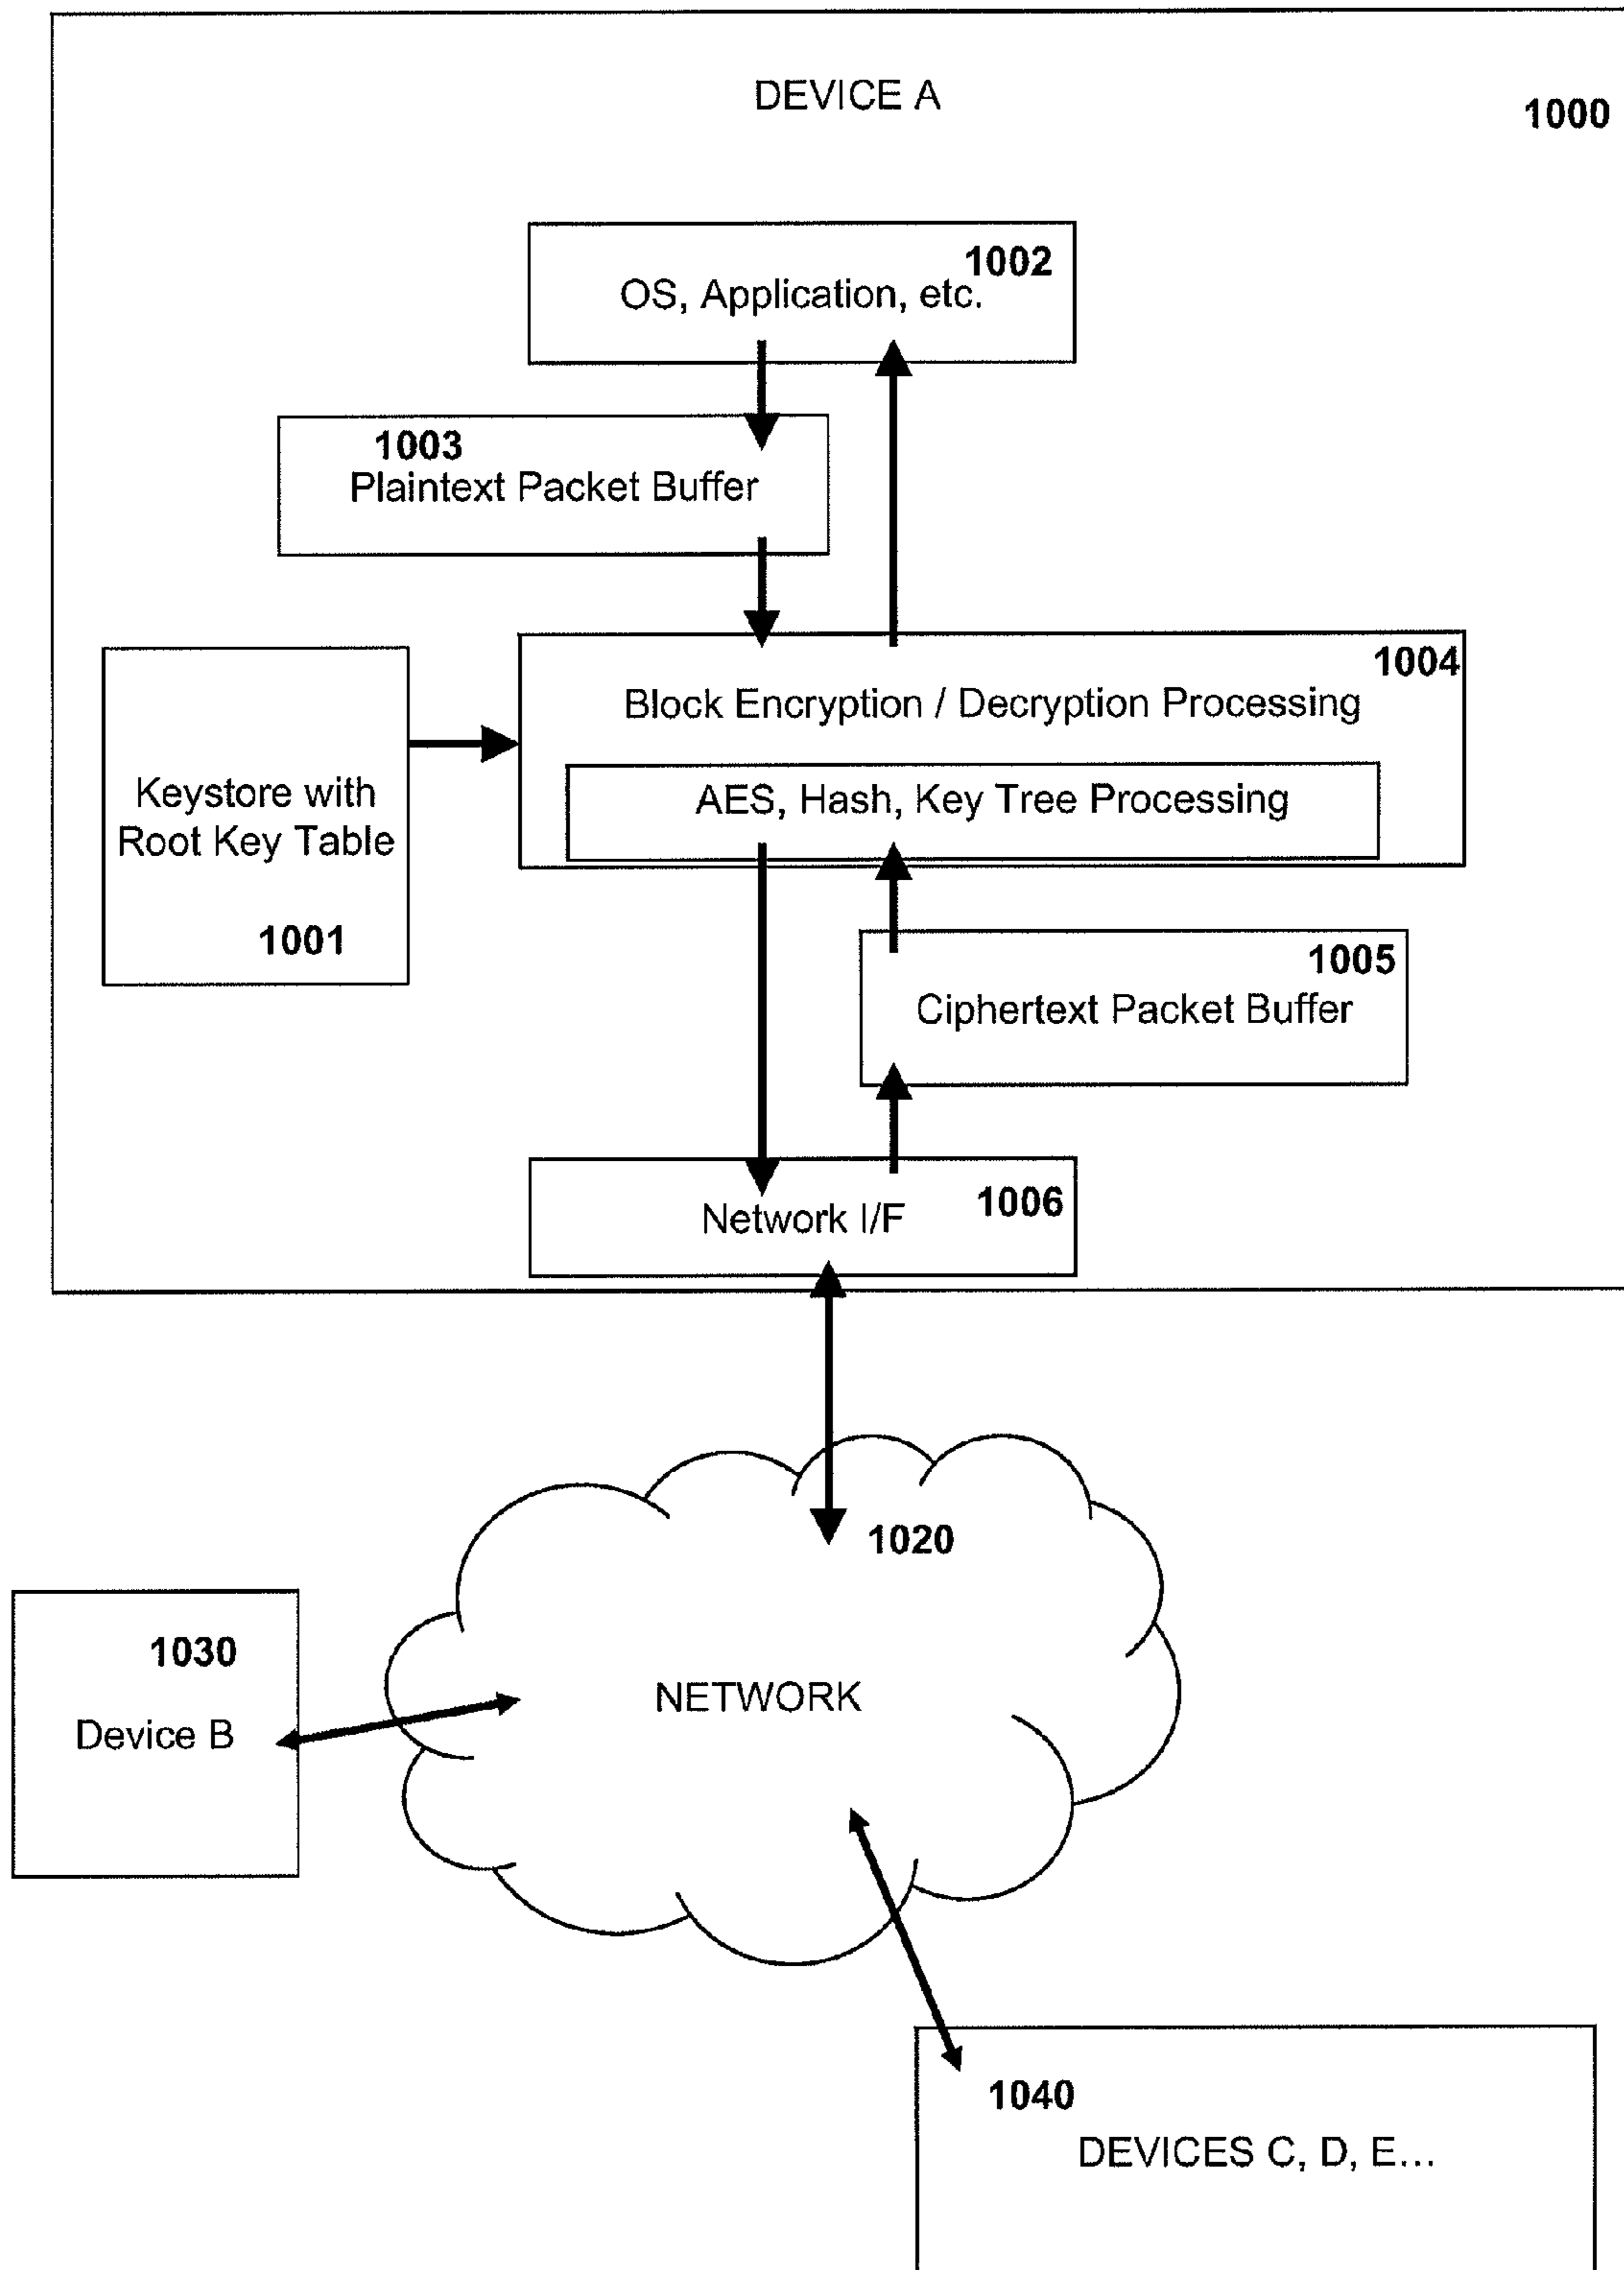 DEVICE A
1000
1002
OS, Application, etc.
1003
Plaintext Packet Buffer
1004
Block Encryption / Decryption Processing
AES, Hash, Key Tree Processing
Keystore with
Root Key Table
1001
1005
Ciphertext Packet Buffer
1006
Network I/F
1020
NETWORK
1030
Device B
1040
DEVICES C, D, E...